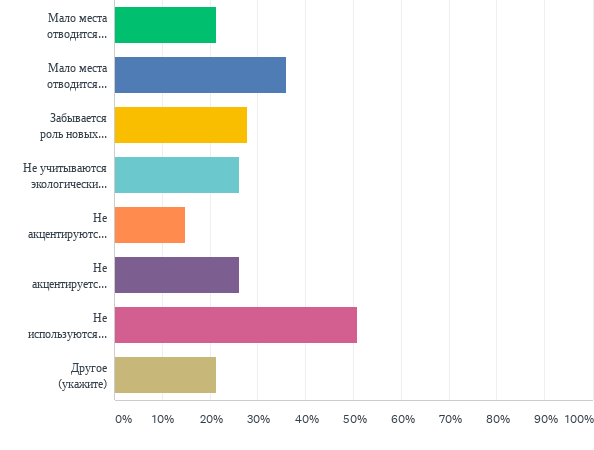 Мало места
отводится...
Мало места
отводится...
Забывается
роль новых...
Не учитываются
экологически...
Не
акцентируютс...
Не
акцентируетс...
Не
используются...
Другое
(укажите)
0% 10% 20% 30% 40% 50% 60% 70% 80% 90% 100%